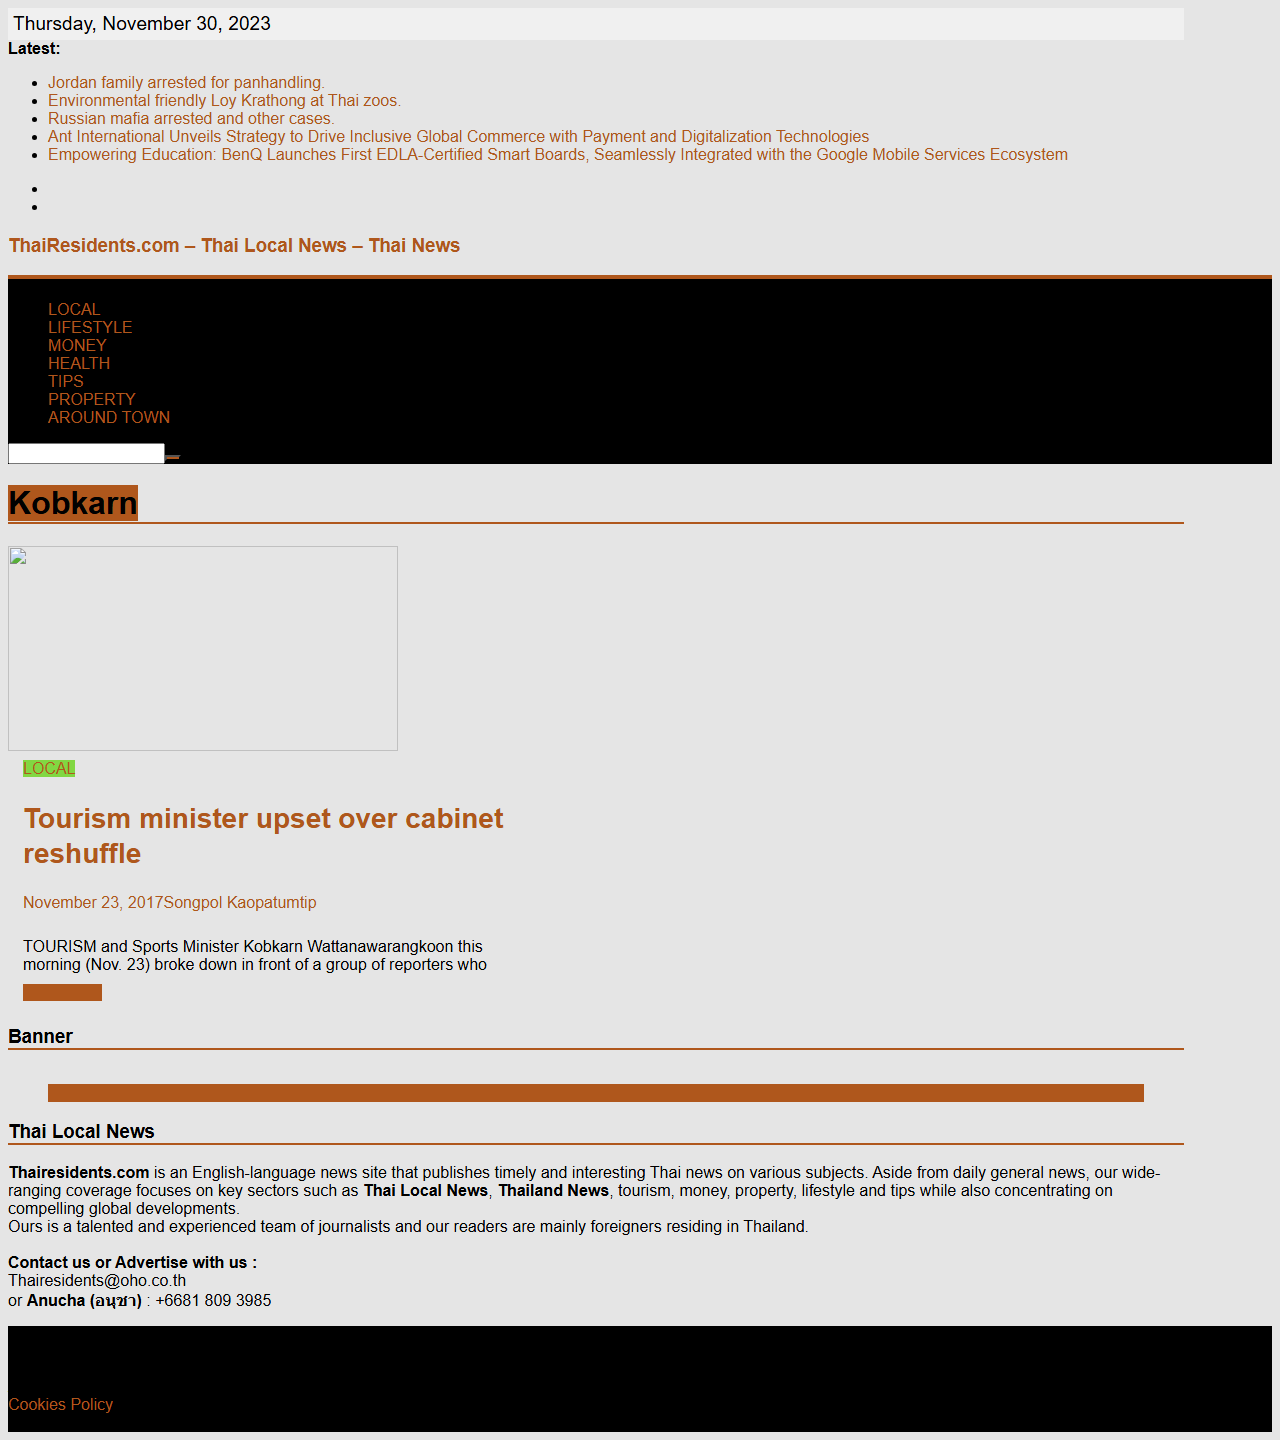 Thursday, November 30, 2023
Latest:
Jordan family arrested for panhandling.
Environmental friendly Loy Krathong at Thai zoos.
Russian mafia arrested and other cases.
Ant International Unveils Strategy to Drive Inclusive Global Commerce with Payment and Digitalization Technologies
Empowering Education: BenQ Launches First EDLA-Certified Smart Boards, Seamlessly Integrated with the Google Mobile Services Ecosystem
ThaiResidents.com – Thai Local News – Thai News
LOCAL
LIFESTYLE
MONEY
HEALTH
TIPS
PROPERTY
AROUND TOWN
Kobkarn
LOCAL
Tourism minister upset over cabinet
reshuffle
November 23, 2017Songpol Kaopatumtip
TOURISM and Sports Minister Kobkarn Wattanawarangkoon this
morning (Nov. 23) broke down in front of a group of reporters who
Banner
Thai Local News
Thairesidents.com is an English-language news site that publishes timely and interesting Thai news on various subjects. Aside from daily general news, our wide-
ranging coverage focuses on key sectors such as Thai Local News, Thailand News, tourism, money, property, lifestyle and tips while also concentrating on
compelling global developments.
Ours is a talented and experienced team of journalists and our readers are mainly foreigners residing in Thailand.
Contact us or Advertise with us :
Thairesidents@oho.co.th
or Anucha (อนุชา) : +6681 809 3985
Cookies Policy